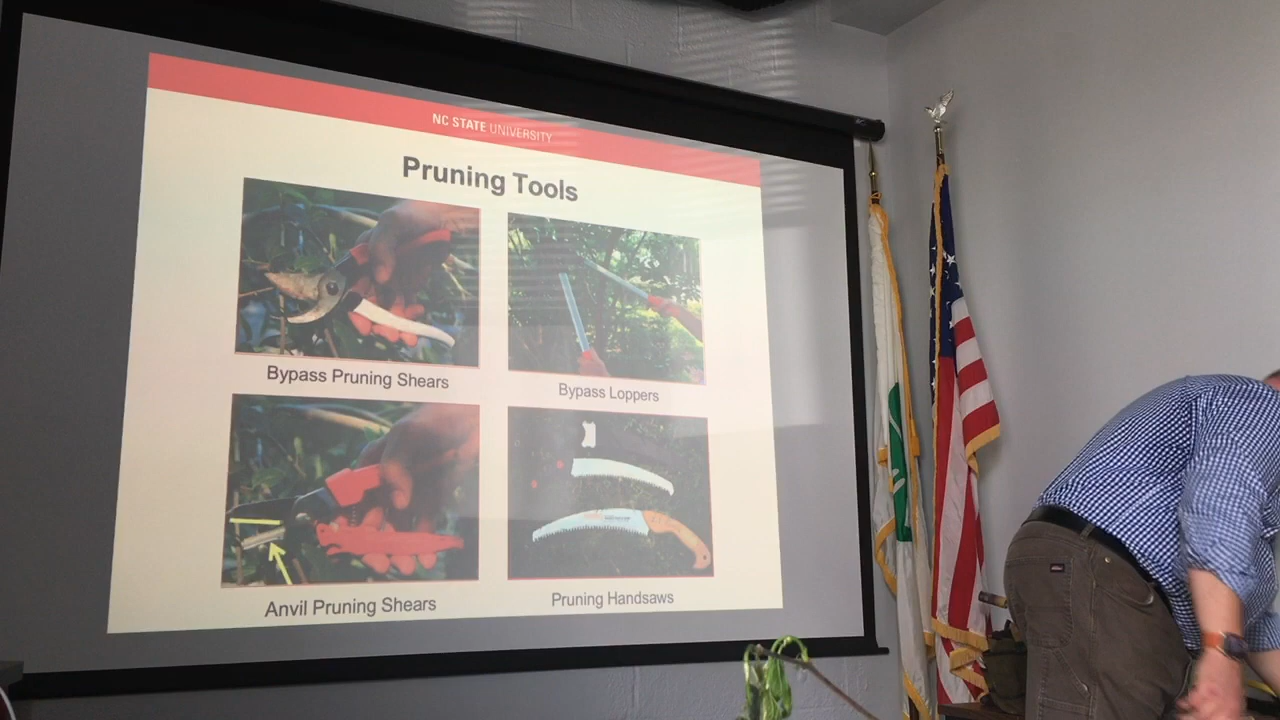 NC STATE UNIVERSITY
Pruning Tools
Bypass Pruning Shears
Bypass Loppers
Anvil Pruning Shears
Pruning Handsaws